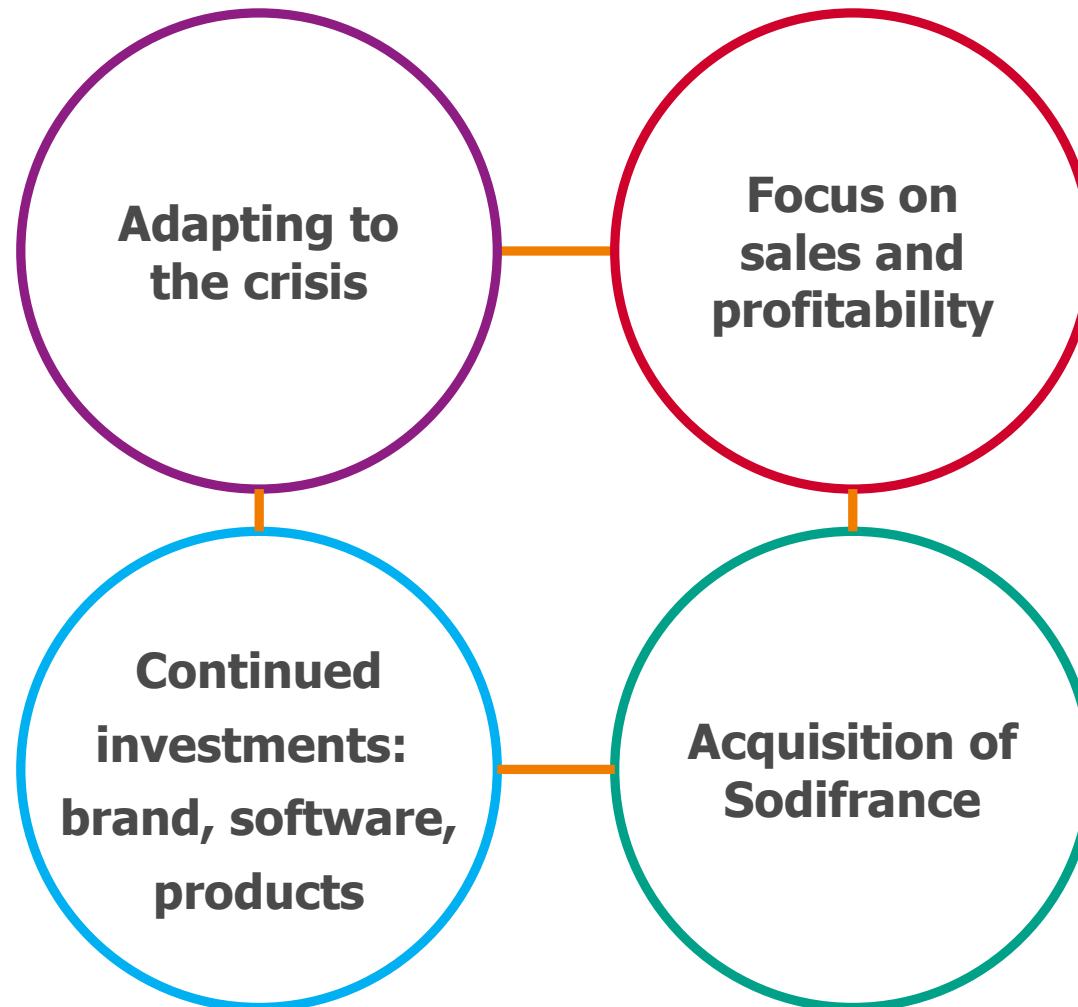 Adapting to
the crisis
Focus on
sales and
profitability
Continued
investments:
brand, software,
products
Acquisition of
Sodifrance